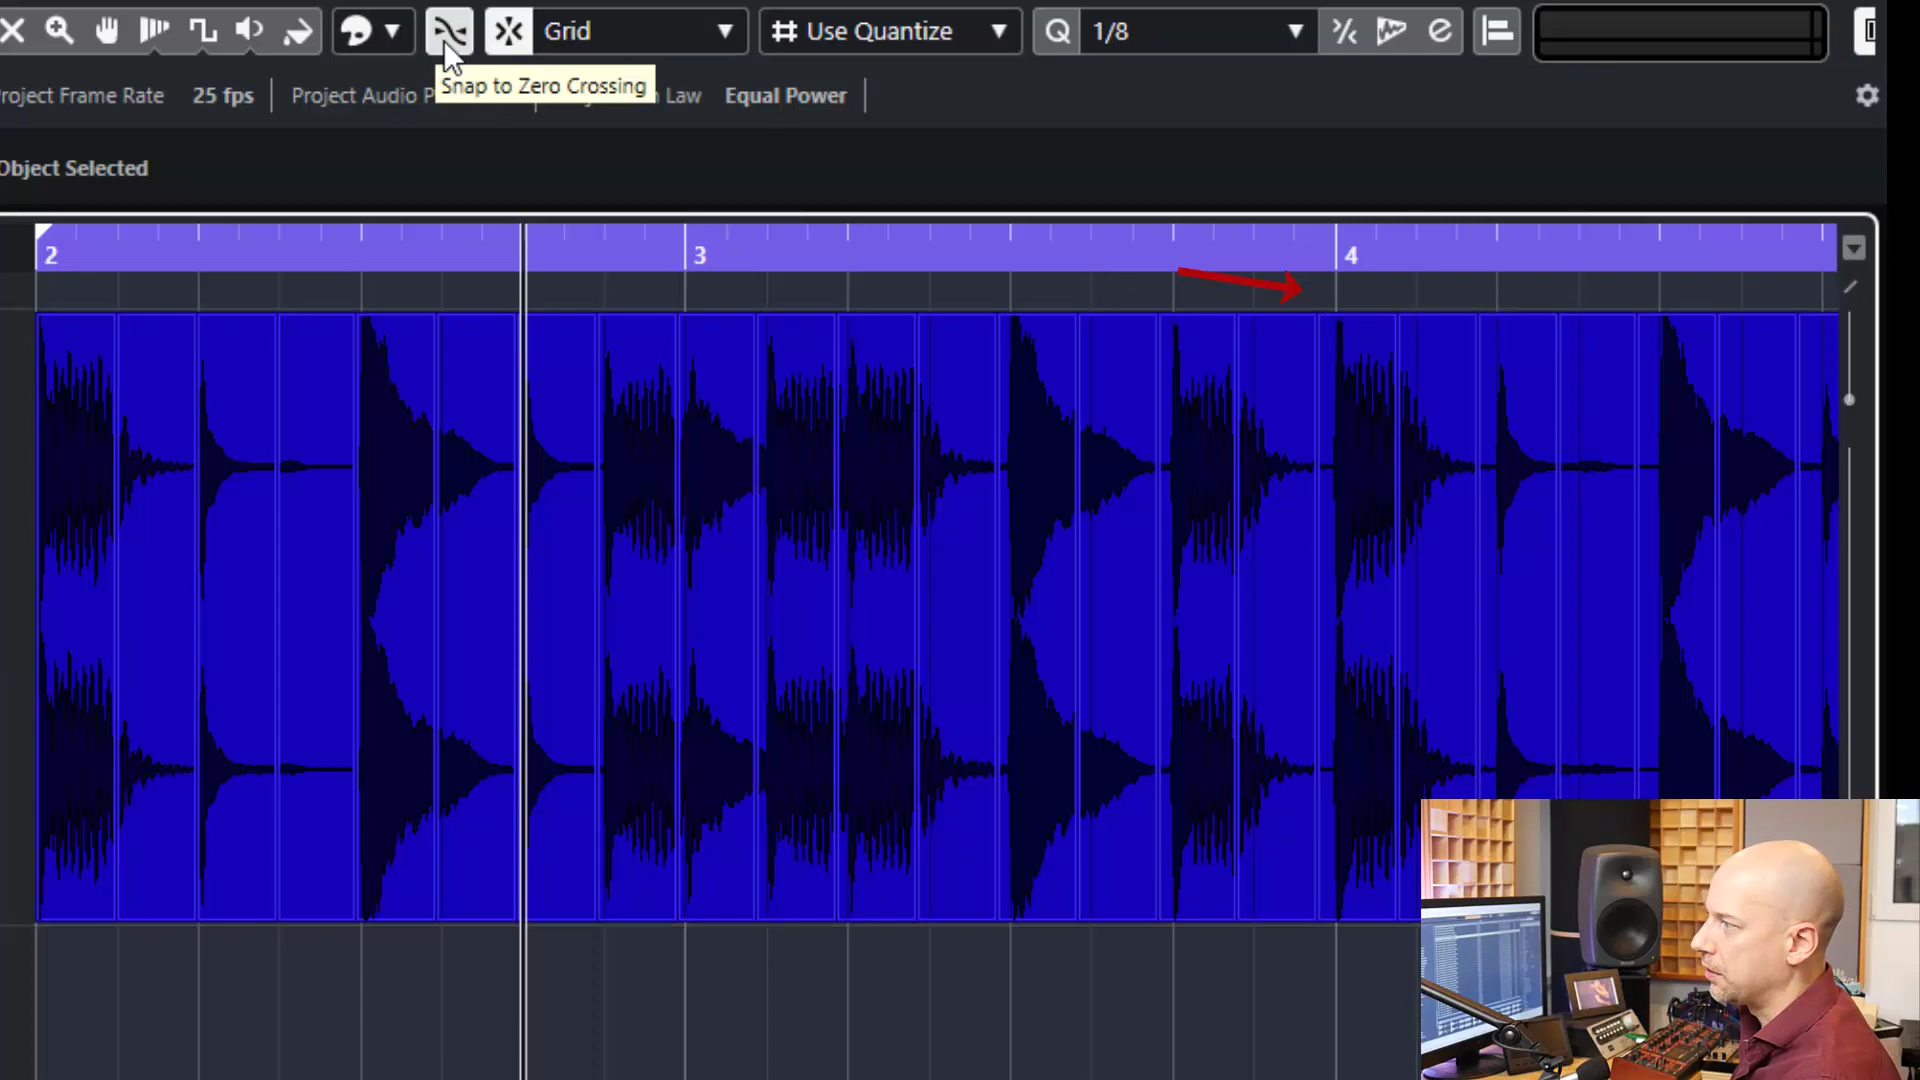 Grid
Use Quantize
Q
1/8
e
Snap to Zero Crossing
roject Frame Rate 25 fps Project Audio P Law Equal Power
Object Selected
2 3 4